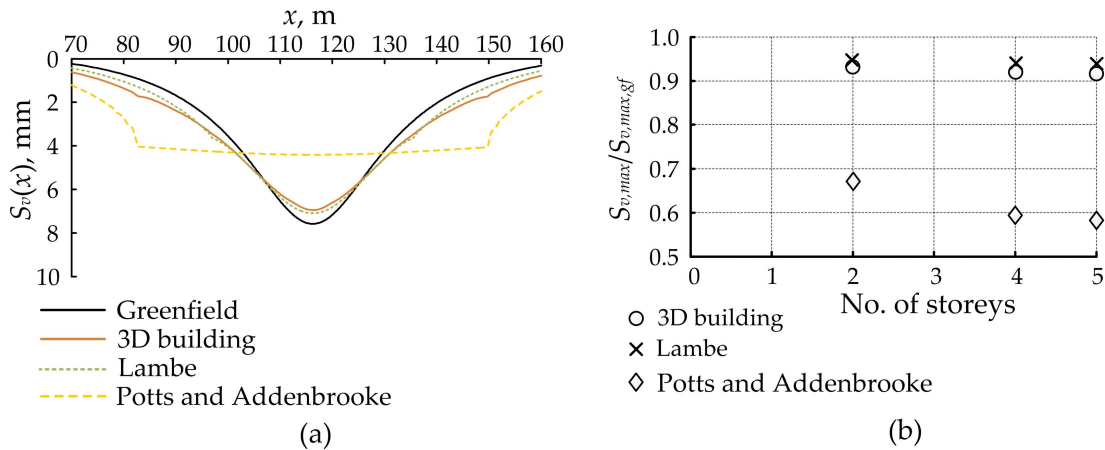 x, m
70 80 90 100 110 120 130 140 150 160
0
2
4
6
8
10
Sv(x), mm
Greenfield
3D building
Lambe
Potts and Addenbrooke
(a)
1.0
0.9
0.8
0.7
0.6
0.5
Sv,max/Sv,max,gf
0 1 2 3 4 5
No. of storeys
3D building
Lambe
Potts and Addenbrooke
(b)